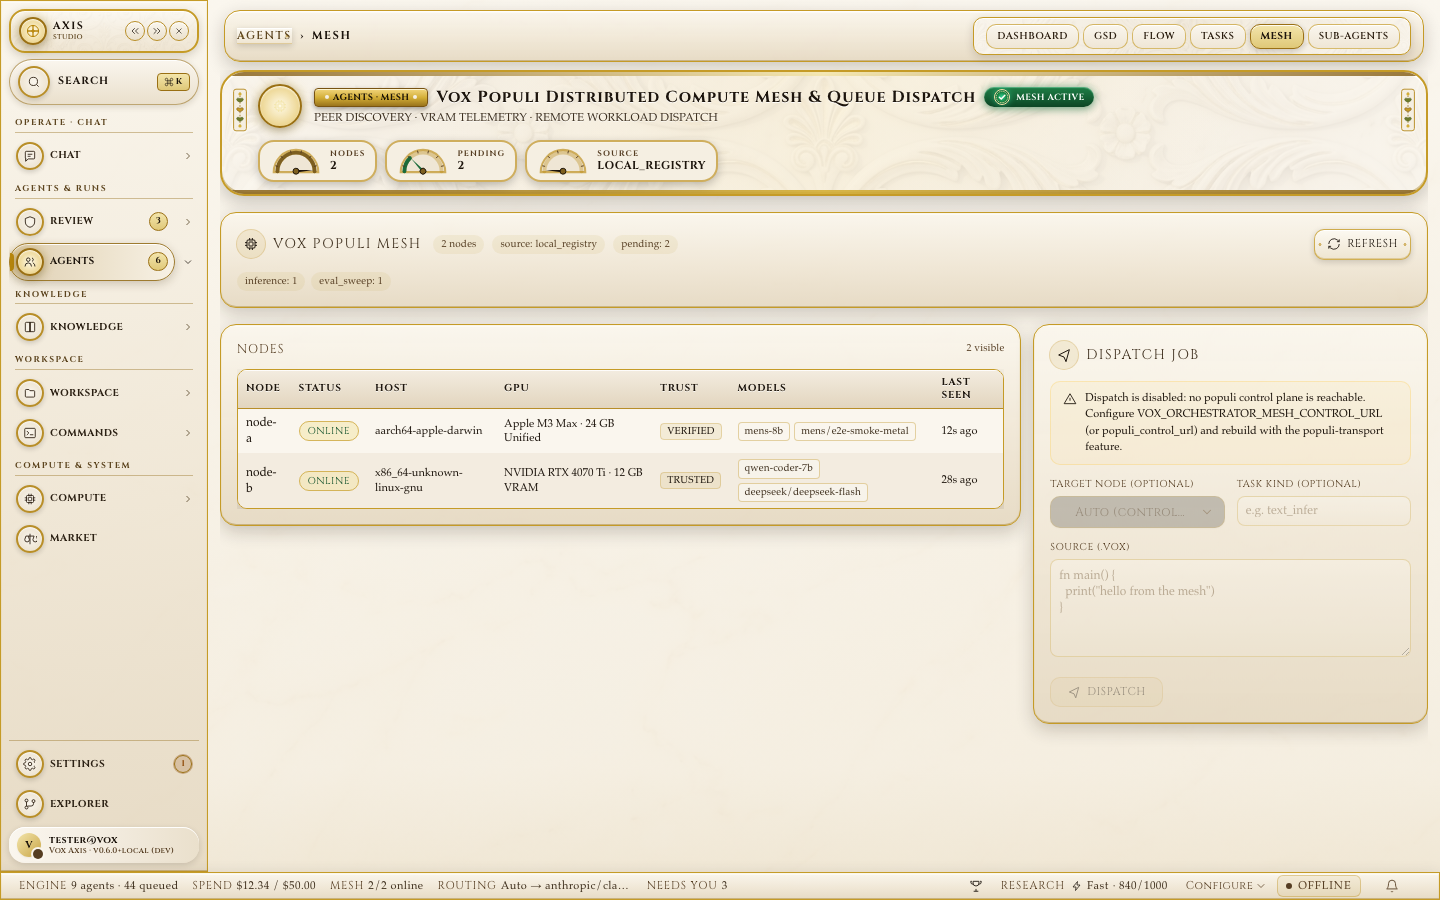 AXIS
STUDIO
SEARCH
⌘K
OPERATE · CHAT
CHAT
AGENTS & RUNS
REVIEW 3
AGENTS 6
KNOWLEDGE
KNOWLEDGE
WORKSPACE
WORKSPACE
COMMANDS
COMPUTE & SYSTEM
COMPUTE
MARKET
SETTINGS 1
EXPLORER
V
TESTER@VOX
VOX AXIS · V0.6.0+LOCAL (DEV)
AGENTS › MESH
DASHBOARD GSD FLOW TASKS MESH SUB-AGENTS
AGENTS · MESH VOX POPULI DISTRIBUTED COMPUTE MESH & QUEUE DISPATCH MESH ACTIVE
PEER DISCOVERY · VRAM TELEMETRY · REMOTE WORKLOAD DISPATCH
NODES
2
PENDING
2
SOURCE
LOCAL_REGISTRY
VOX POPULI MESH 2 nodes source: local_registry pending: 2
inference: 1 eval_sweep: 1
REFRESH
NODES 2 visible
NODE STATUS HOST GPU TRUST MODELS LAST SEEN
node-a ONLINE aarch64-apple-darwin Apple M3 Max · 24 GB Unified VERIFIED mens-8b mens/e2e-smoke-metal 12s ago
node-b ONLINE x86_64-unknown-linux-gnu NVIDIA RTX 4070 Ti · 12 GB VRAM TRUSTED qwen-coder-7b deepseek/deepseek-flash 28s ago
DISPATCH JOB
Dispatch is disabled: no populi control plane is reachable.
Configure VOX_ORCHESTRATOR_MESH_CONTROL_URL
(or populi_control_url) and rebuild with the populi-transport
feature.
TARGET NODE (OPTIONAL) TASK KIND (OPTIONAL)
AUTO (CONTROL... e.g. text_infer
SOURCE (.VOX)
fn main() {
print("hello from the mesh")
}
DISPATCH
ENGINE 9 agents · 44 queued SPEND $12.34 / $50.00 MESH 2/2 online ROUTING Auto → anthropic/cla... NEEDS YOU 3 RESEARCH Fast · 840/1000 CONFIGURE OFFLINE